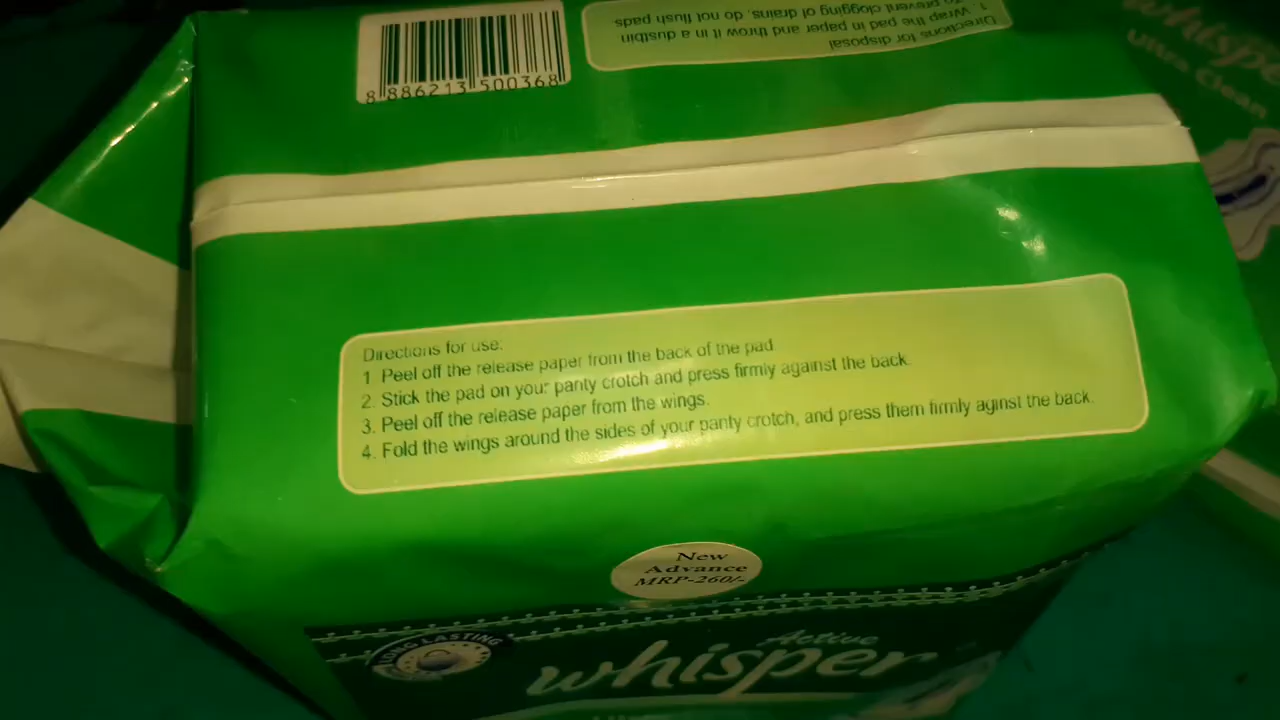 8 886213 500368
Directions for disposal
1. Wrap the pad in paper and throw it in a dustbin
To prevent clogging of drains, do not flush pads
whisper
Ultra Clean
Directions for use:
1 Peel off the release paper from the back of the pad
2. Stick the pad on your panty crotch and press firmly against the back.
3. Peel off the release paper from the wings.
4. Fold the wings around the sides of your panty crotch, and press them firmly aginst the back.
New
Advance
MRP-260/-
LONG LASTING
Active
whisper